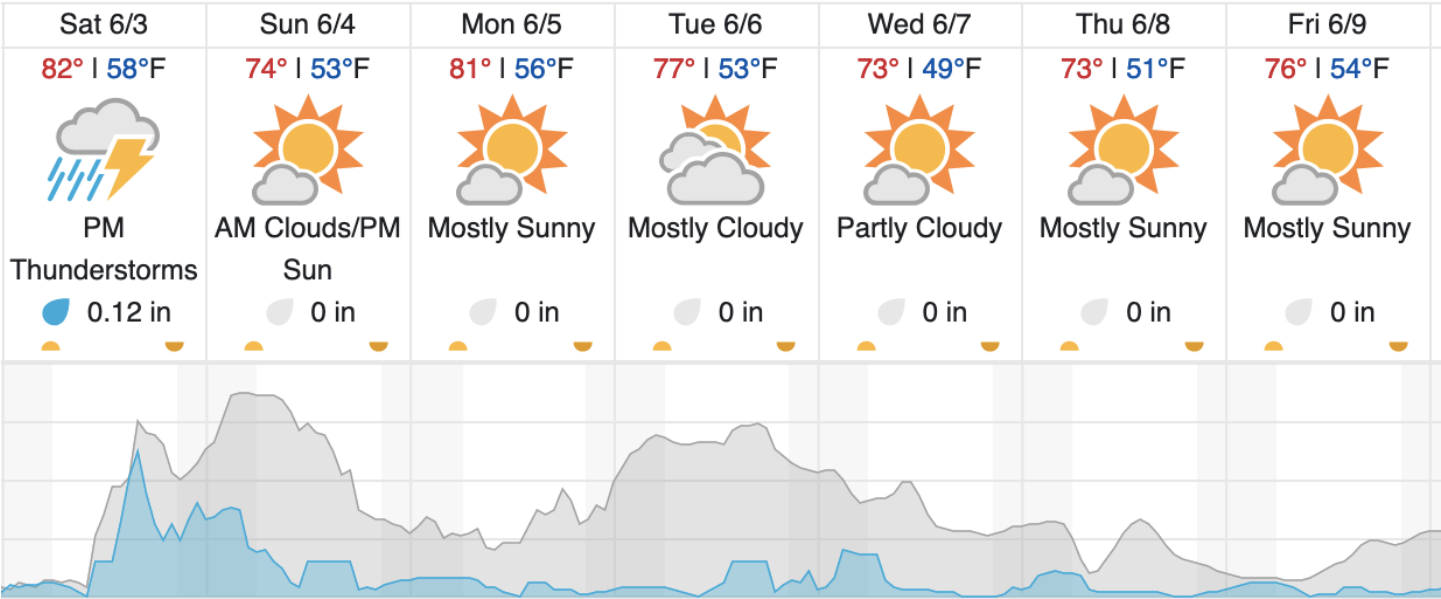 Sat 6/3
Sun 6/4
Mon 6/5
Tue 6/6
Wed 6/7
Thu 6/8
Fri 6/9
82° | 58°F
74° | 53°F
81° | 56°F
77° | 53°F
73° | 49°F
73° | 51°F
76° | 54°F
PM
Thunderstorms
AM Clouds/PM
Sun
Mostly Sunny
Mostly Cloudy
Partly Cloudy
Mostly Sunny
Mostly Sunny
0.12 in
0 in
0 in
0 in
0 in
0 in
0 in